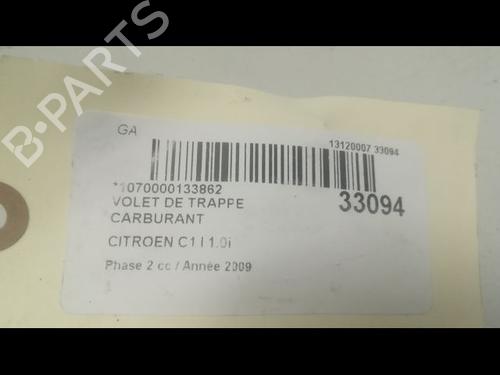 B-PARTS
GA
13120007 33094
*1070000133862
VOLET DE TRAPPE
CARBURANT
33094
CITROEN C1 I 1.0i
Phase 2 cc / Année 2009